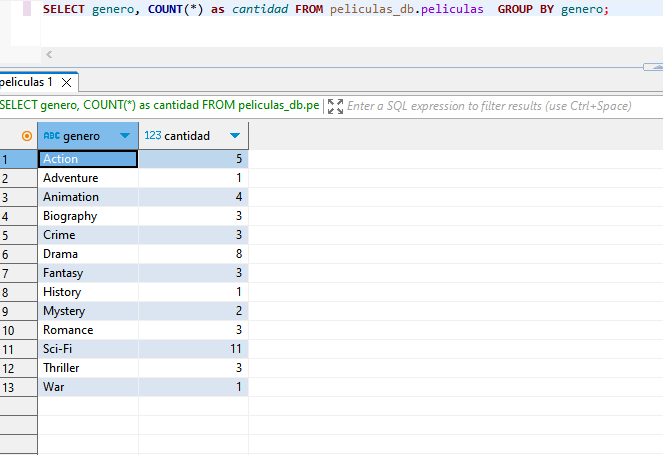 SELECT genero, COUNT(*) as cantidad FROM peliculas_db.peliculas  GROUP BY genero;
peliculas 1
SELECT genero, COUNT(*) as cantidad FROM peliculas_db.pe Enter a SQL expression to filter results (use Ctrl+Space)
ABC genero 123 cantidad
1 Action 5
2 Adventure 1
3 Animation 4
4 Biography 3
5 Crime 3
6 Drama 8
7 Fantasy 3
8 History 1
9 Mystery 2
10 Romance 3
11 Sci-Fi 11
12 Thriller 3
13 War 1